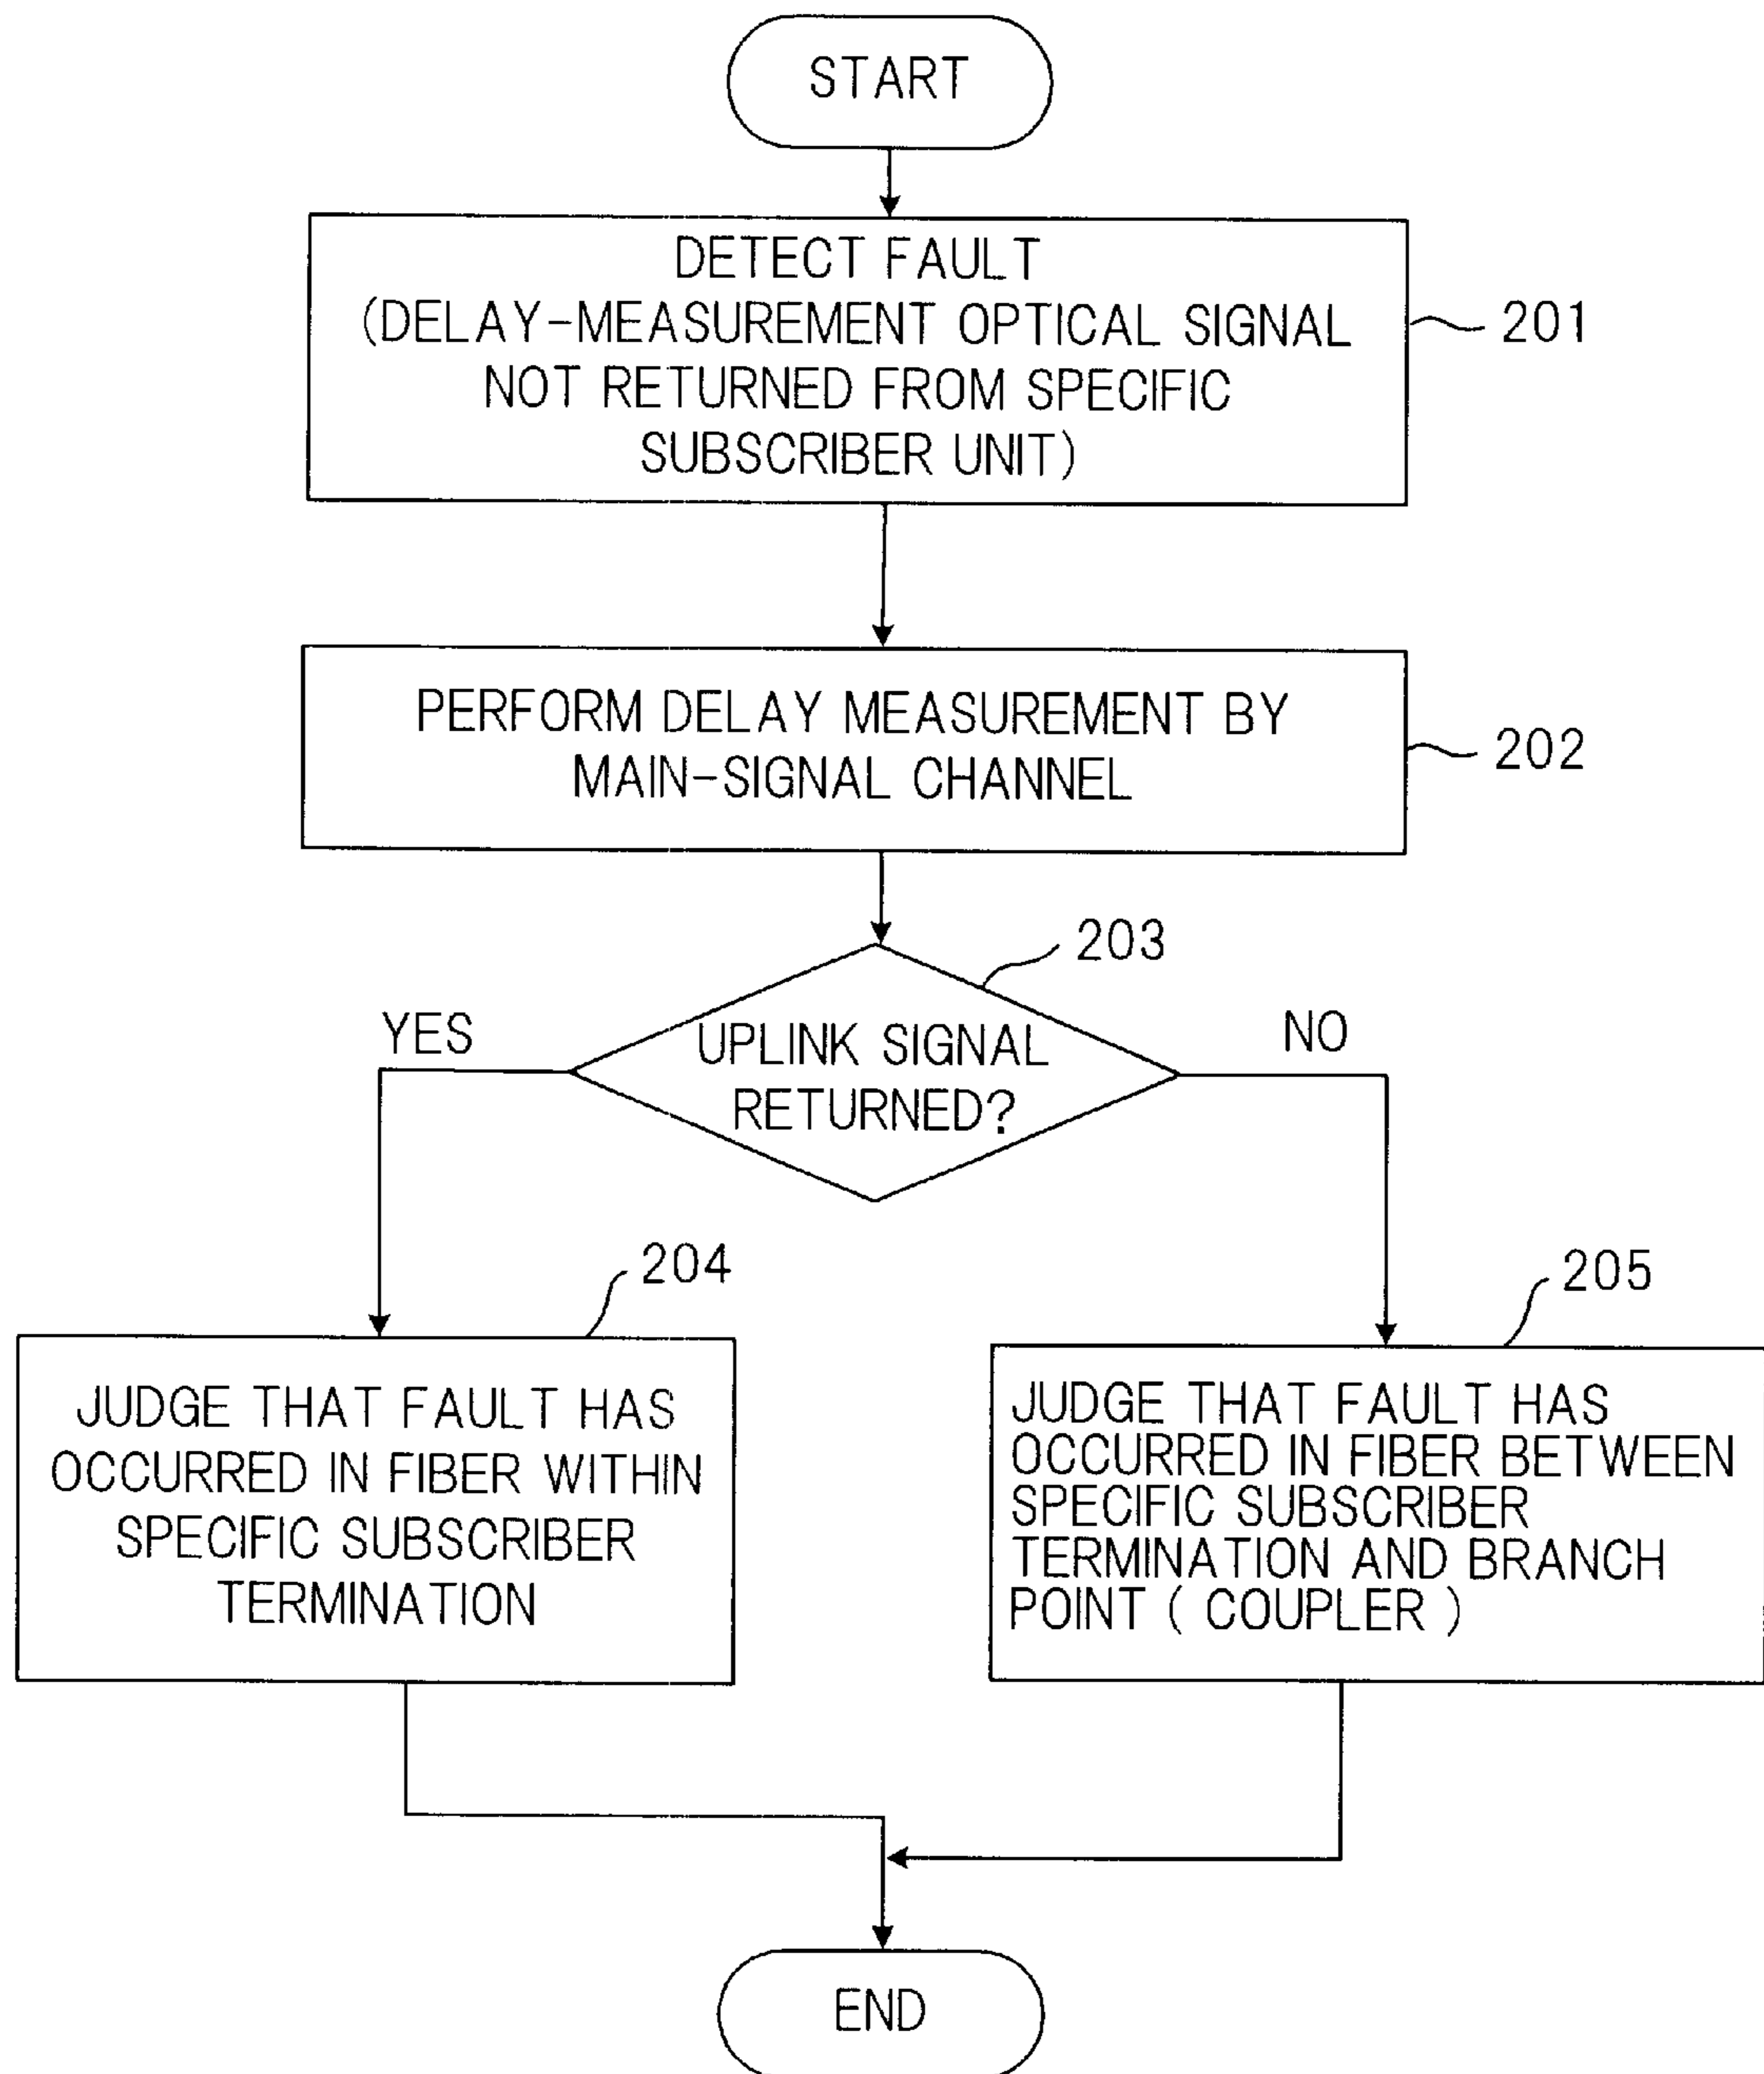 START
DETECT FAULT
(DELAY-MEASUREMENT OPTICAL SIGNAL
NOT RETURNED FROM SPECIFIC
SUBSCRIBER UNIT)
201
PERFORM DELAY MEASUREMENT BY
MAIN-SIGNAL CHANNEL
202
203
YES
UPLINK SIGNAL
RETURNED?
NO
204
JUDGE THAT FAULT HAS
OCCURRED IN FIBER WITHIN
SPECIFIC SUBSCRIBER
TERMINATION
205
JUDGE THAT FAULT HAS
OCCURRED IN FIBER BETWEEN
SPECIFIC SUBSCRIBER
TERMINATION AND BRANCH
POINT ( COUPLER )
END